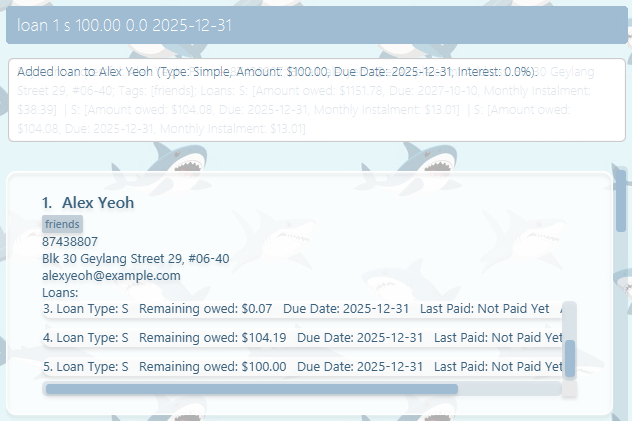 loan 1 s 100.00 0.0 2025-12-31
Added loan to Alex Yeoh (Type: Simple, Amount: $100.00, Due Date: 2025-12-31, Interest: 0.0%).
30 Geylang
Street 29, #06-40; Tags: [friends]; Loans: S: [Amount owed: $1151.78, Due: 2027-10-10, Monthly Instalment:
$38.39] | S: [Amount owed: $104.08, Due: 2025-12-31, Monthly Instalment: $13.01] | S: [Amount owed:
$104.08, Due: 2025-12-31, Monthly Instalment: $13.01]
1. Alex Yeoh
friends
87438807
Blk 30 Geylang Street 29, #06-40
alexyeoh@example.com
Loans:
3. Loan Type: S Remaining owed: $0.07 Due Date: 2025-12-31 Last Paid: Not Paid Yet
4. Loan Type: S Remaining owed: $104.19 Due Date: 2025-12-31 Last Paid: Not Paid Yet
5. Loan Type: S Remaining owed: $100.00 Due Date: 2025-12-31 Last Paid: Not Paid Yet